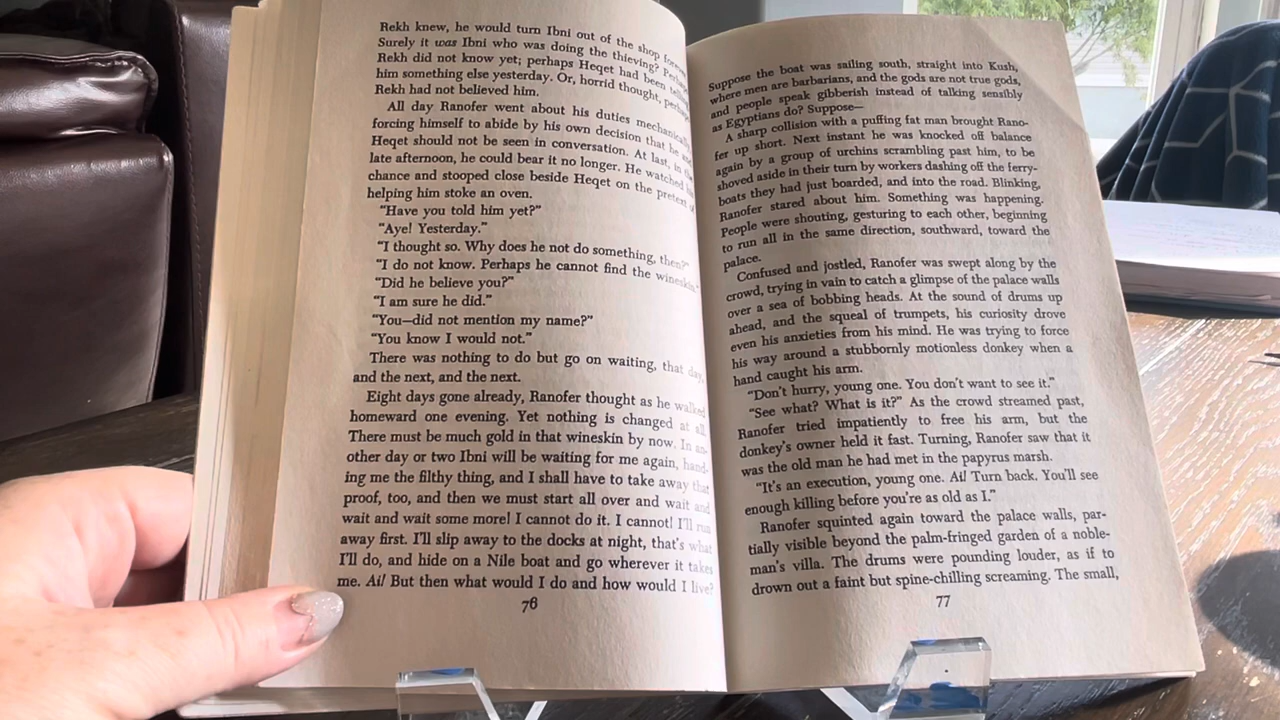 Rekh knew, he would turn Ibni out of the shop
Surely it was Ibni who was doing the thieving?
Rekh did not know yet; perhaps Heqet had been
him something else yesterday. Or, horrid thought, perhaps
Rekh had not believed him.
All day Ranofer went about his duties mechanically,
forcing himself to abide by his own decision that he and
Heqet should not be seen in conversation. At last, in the
late afternoon, he could bear it no longer. He watched his
chance and stooped close beside Heqet on the pretext of
helping him stoke an oven.
"Have you told him yet?"
"Aye! Yesterday."
"I thought so. Why does he not do something, then?"
"I do not know. Perhaps he cannot find the wineskin."
"Did he believe you?"
"I am sure he did."
"You—did not mention my name?"
"You know I would not."
There was nothing to do but go on waiting, that day,
and the next, and the next.
Eight days gone already, Ranofer thought as he walked
homeward one evening. Yet nothing is changed at all.
There must be much gold in that wineskin by now. In an-
other day or two Ibni will be waiting for me again, hand-
ing me the filthy thing, and I shall have to take away that
proof, too, and then we must start all over and wait and
wait and wait some more! I cannot do it. I cannot! I'll run
away first. I'll slip away to the docks at night, that's what
I'll do, and hide on a Nile boat and go wherever it takes
me. Ai! But then what would I do and how would I live?
76
Suppose the boat was sailing south, straight into Kush,
where men are barbarians, and the gods are not true gods,
and people speak gibberish instead of talking sensibly
as Egyptians do? Suppose—
A sharp collision with a puffing fat man brought Rano-
fer up short. Next instant he was knocked off balance
again by a group of urchins scrambling past him, to be
shoved aside in their turn by workers dashing off the ferry-
boats they had just boarded, and into the road. Blinking,
Ranofer stared about him. Something was happening.
People were shouting, gesturing to each other, beginning
to run all in the same direction, southward, toward the
palace.
Confused and jostled, Ranofer was swept along by the
crowd, trying in vain to catch a glimpse of the palace walls
over a sea of bobbing heads. At the sound of drums up
ahead, and the squeal of trumpets, his curiosity drove
even his anxieties from his mind. He was trying to force
his way around a stubbornly motionless donkey when a
hand caught his arm.
"Don't hurry, young one. You don't want to see it."
"See what? What is it?" As the crowd streamed past,
Ranofer tried impatiently to free his arm, but the
donkey's owner held it fast. Turning, Ranofer saw that it
was the old man he had met in the papyrus marsh.
"It's an execution, young one. Ai! Turn back. You'll see
enough killing before you're as old as I."
Ranofer squinted again toward the palace walls, par-
tially visible beyond the palm-fringed garden of a noble-
man's villa. The drums were pounding louder, as if to
drown out a faint but spine-chilling screaming. The small,
77